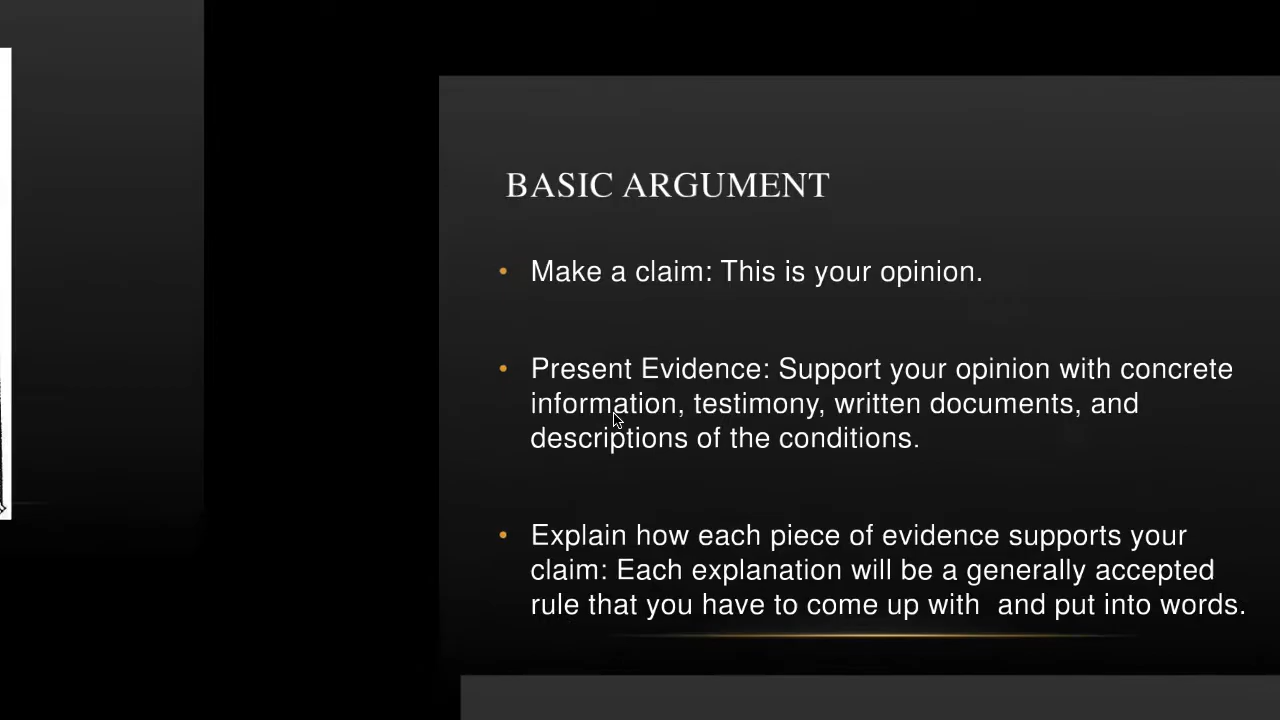 BASIC ARGUMENT
• Make a claim: This is your opinion.
• Present Evidence: Support your opinion with concrete
information, testimony, written documents, and
descriptions of the conditions.
• Explain how each piece of evidence supports your
claim: Each explanation will be a generally accepted
rule that you have to come up with  and put into words.